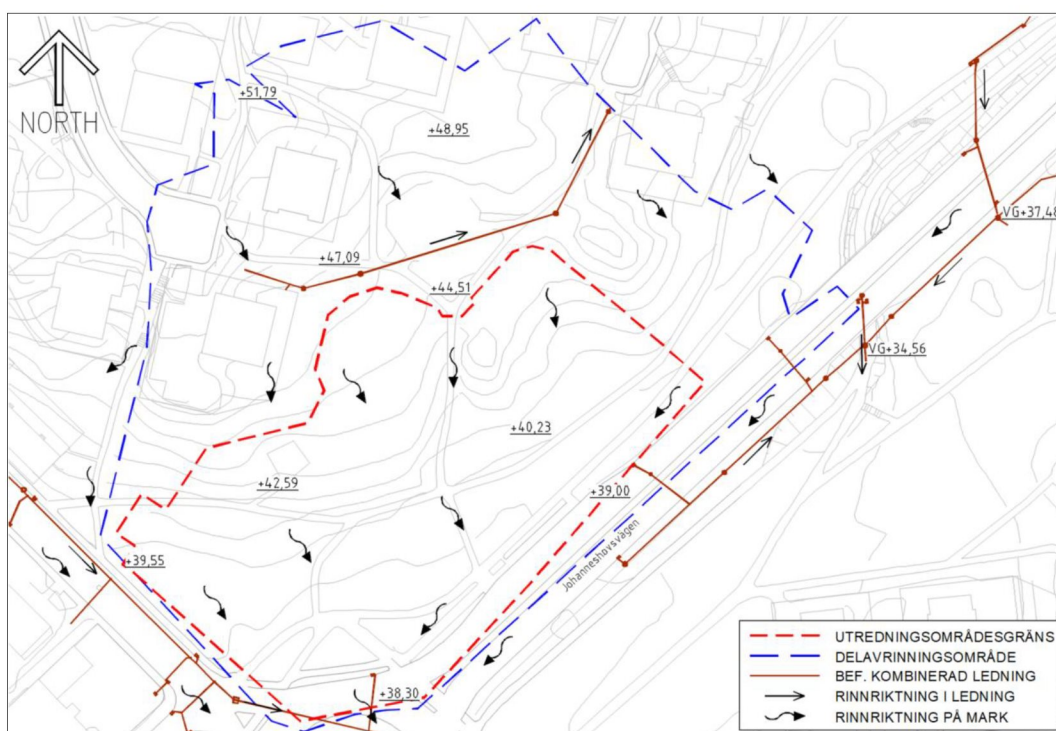 NORTH
+51,79
+48,95
+47,09
+44,51
VG+37,48
VG+34,56
+40,23
+42,59
+39,00
+39,55
Johanneshovsvägen
+38,30
UTREDNINGSOMRÅDESGRÄNS
DELAVRINNINGSOMRÅDE
BEF. KOMBINERAD LEDNING
RINNRIKTNING I LEDNING
RINNRIKTNING PÅ MARK